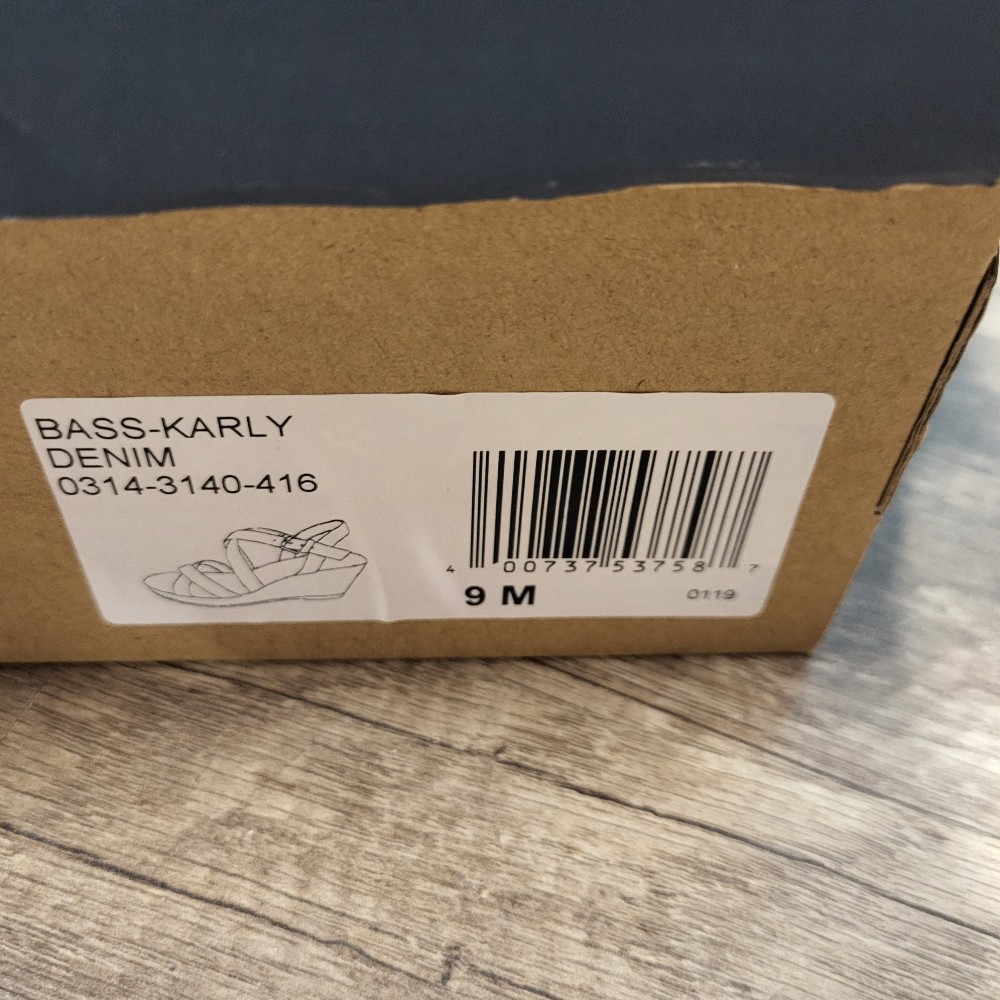 BASS-KARLY
DENIM
0314-3140-416
4 00737 53758 7
9 M
0119